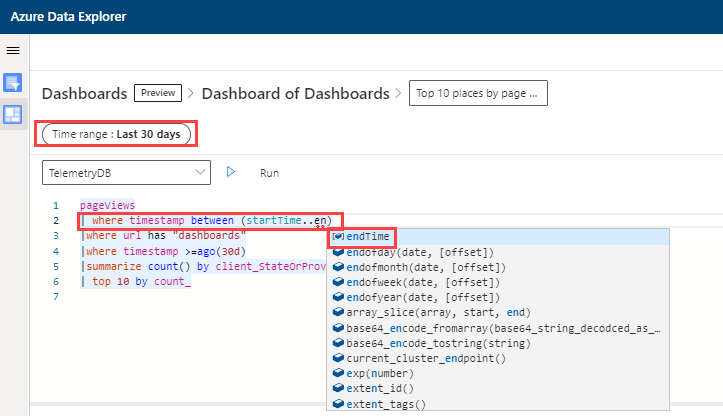 Azure Data Explorer
Dashboards Preview > Dashboard of Dashboards > Top 10 places by page ...
Time range : Last 30 days
TelemetryDB Run
1 pageViews
2 | where timestamp between (startTime..en)
3 |where url has "dashboards"
4 |where timestamp >=ago(30d)
5 |summarize count() by client_StateOrProv
6 | top 10 by count_
7
endTime
endofday(date, [offset])
endofmonth(date, [offset])
endofweek(date, [offset])
endofyear(date, [offset])
array_slice(array, start, end)
base64_encode_fromarray(base64_string_decodced_as_...
base64_encode_tostring(string)
current_cluster_endpoint()
exp(number)
extent_id()
extent_tags()